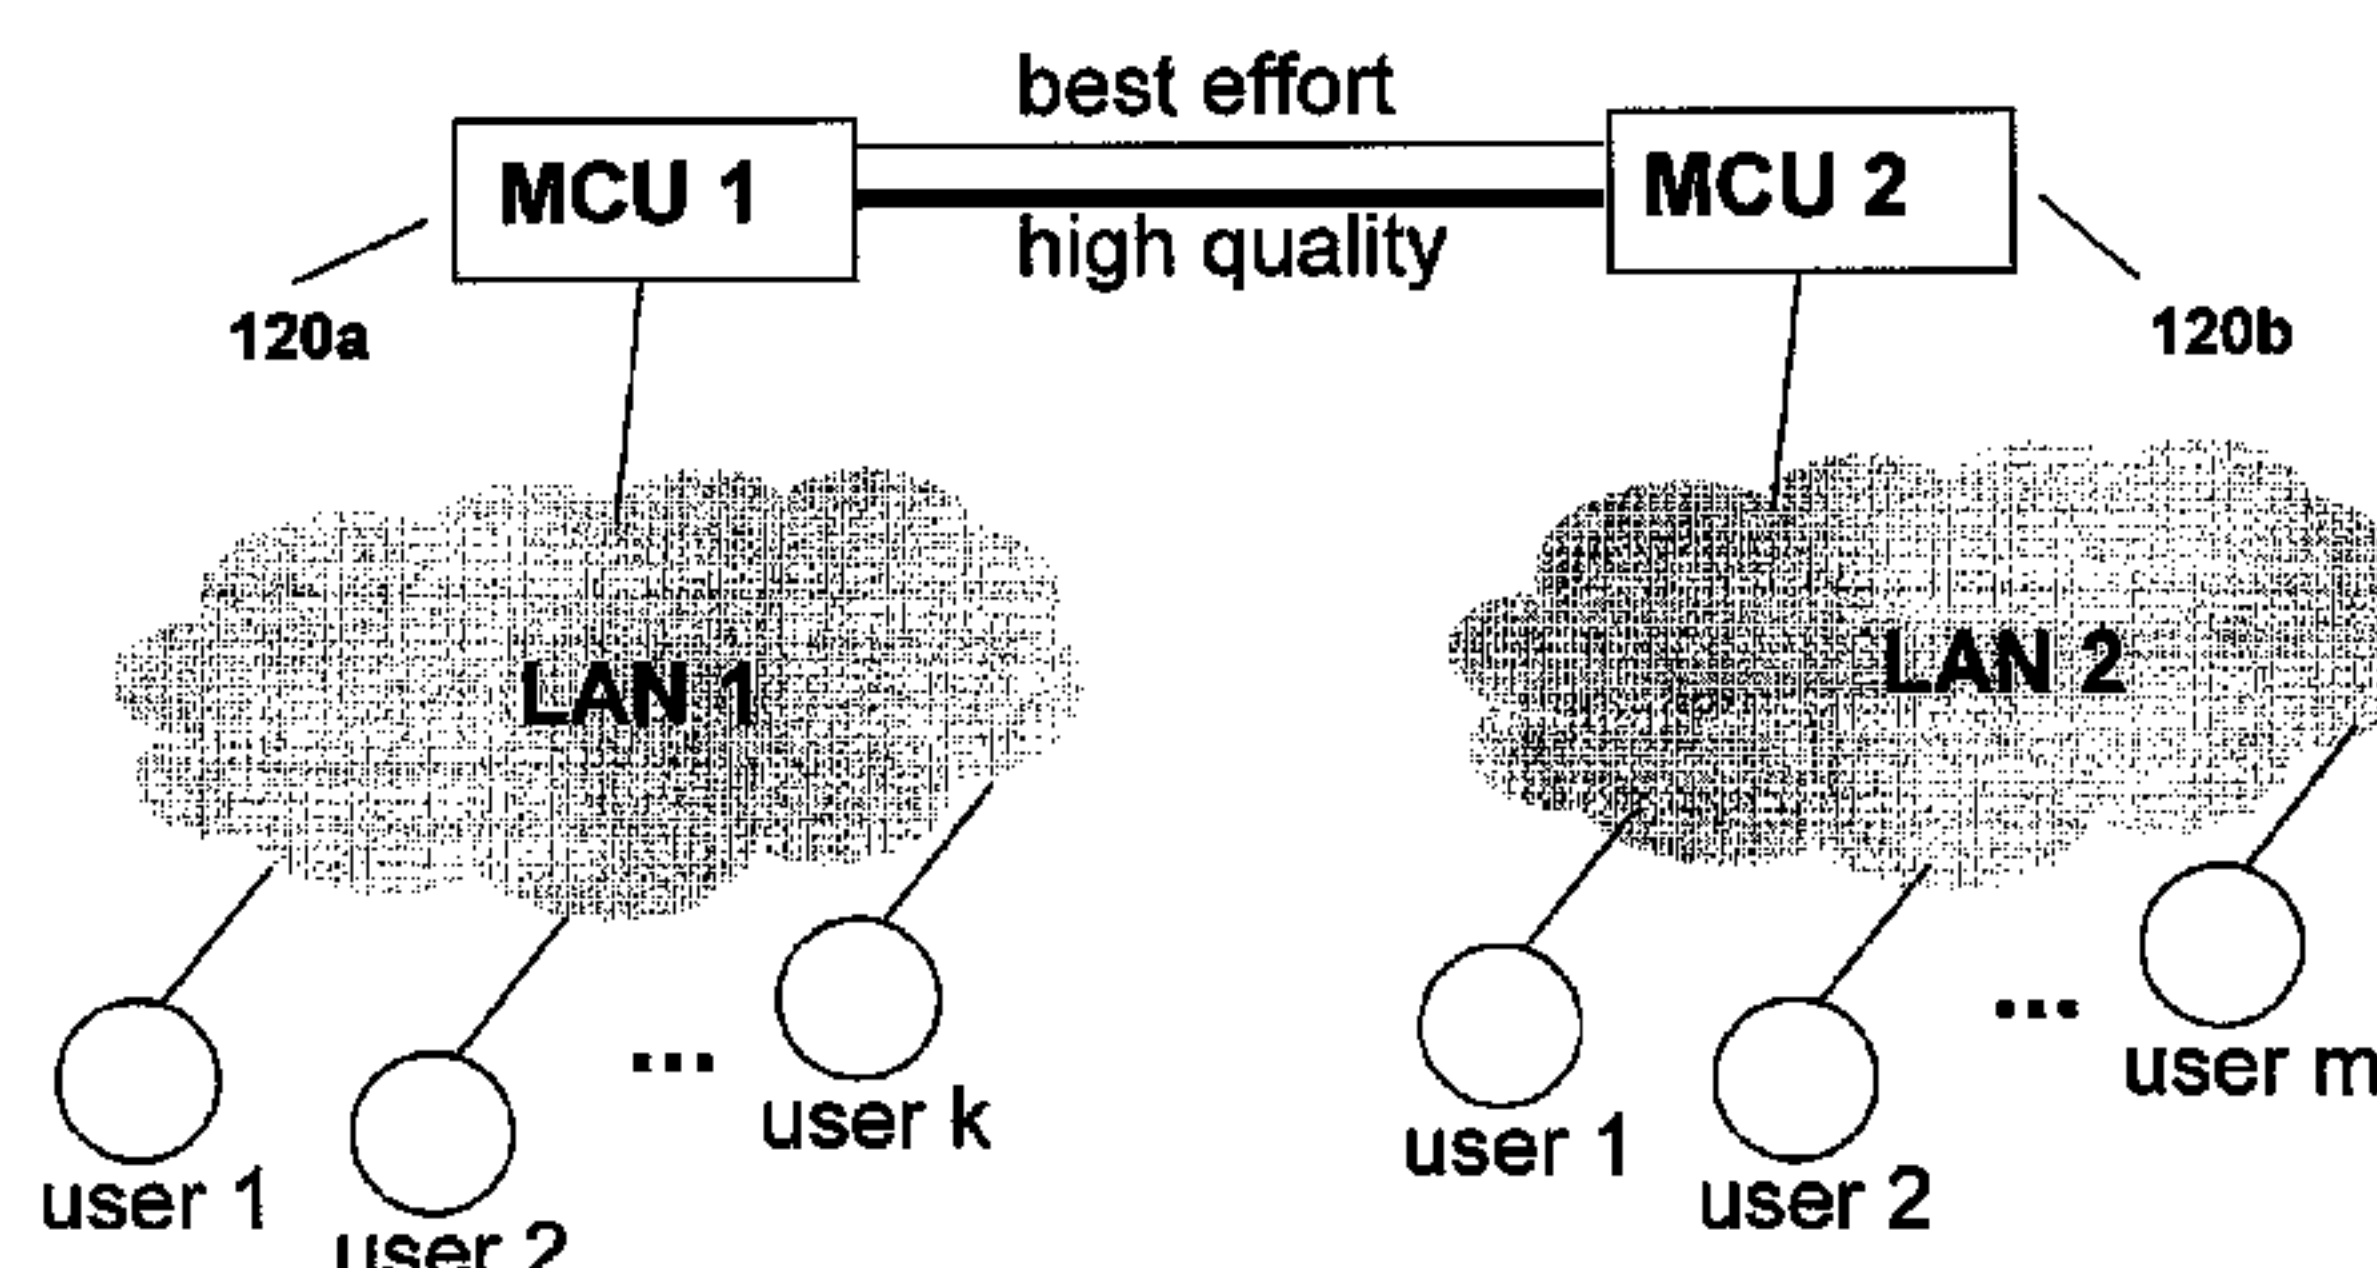 best effort
MCU 1
MCU 2
high quality
120a
120b
LAN 1
LAN 2
...
...
user k
user m
user 1
user 2
user 1
user 2